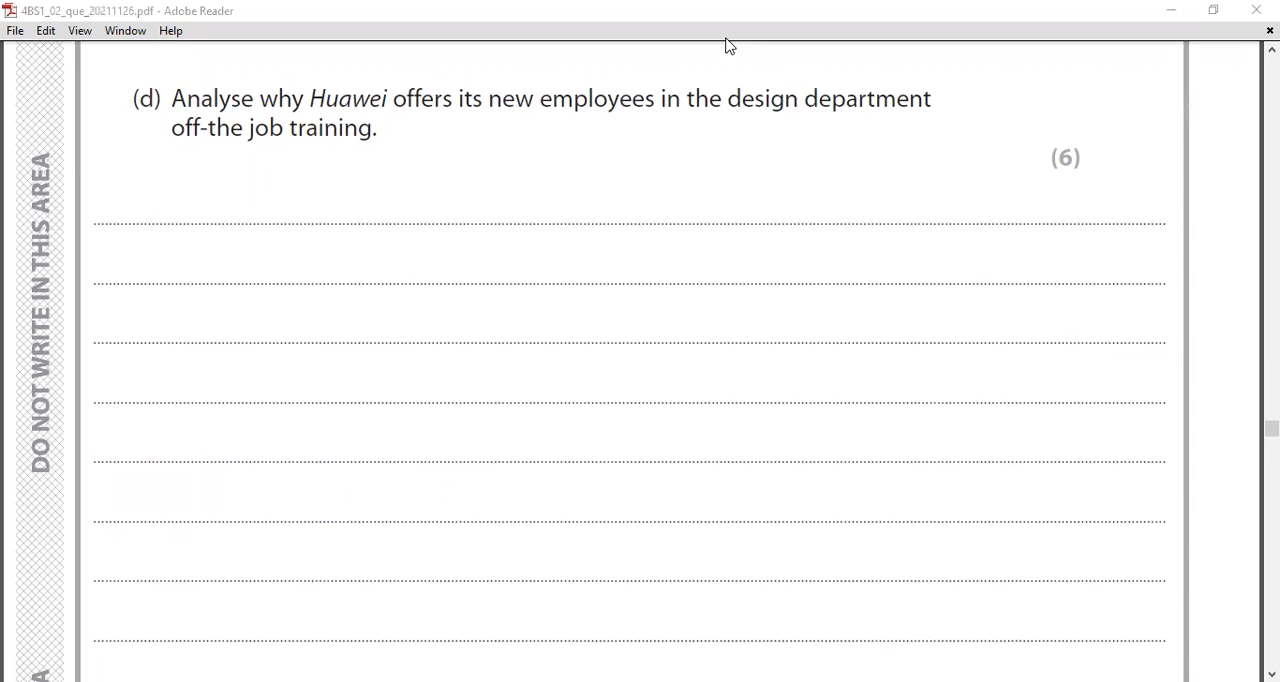 4BS1_02_que_20211126.pdf - Adobe Reader
File Edit View Window Help
(d) Analyse why Huawei offers its new employees in the design department
off-the job training.
(6)
DO NOT WRITE IN THIS AREA
A